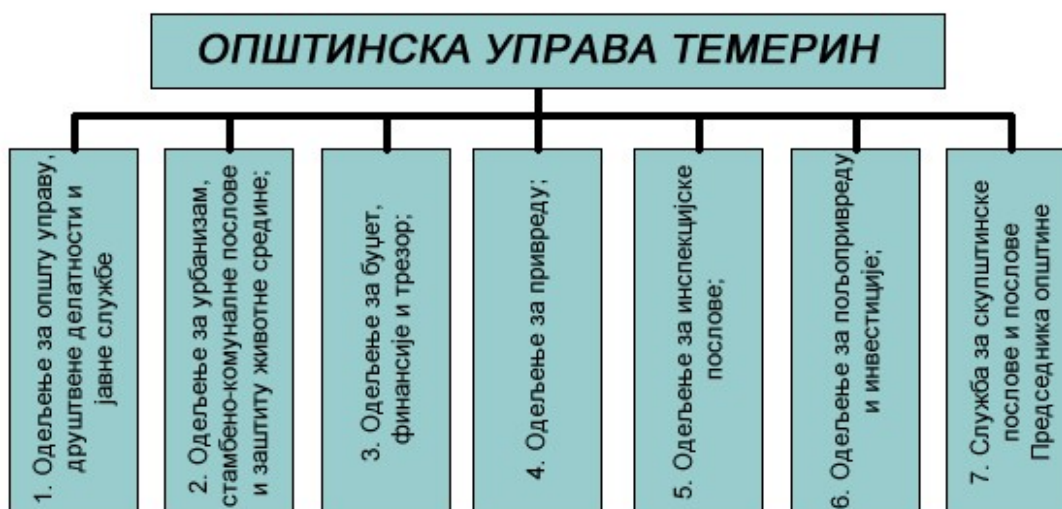 ОПШТИНСКА УПРАВА ТЕМЕРИН
1. Одељење за општу управу,
друштвене делатности и
јавне службе
2. Одељење за урбанизам,
стамбено-комуналне послове
и заштиту животне средине;
3. Одељење за буџет,
финансије и трезор;
4. Одељење за привреду;
5. Одељење за инспекцијске
послове;
6. Одељење за пољопривреду
и инвестиције;
7. Служба за скупштинске
послове и послове
Председника општине